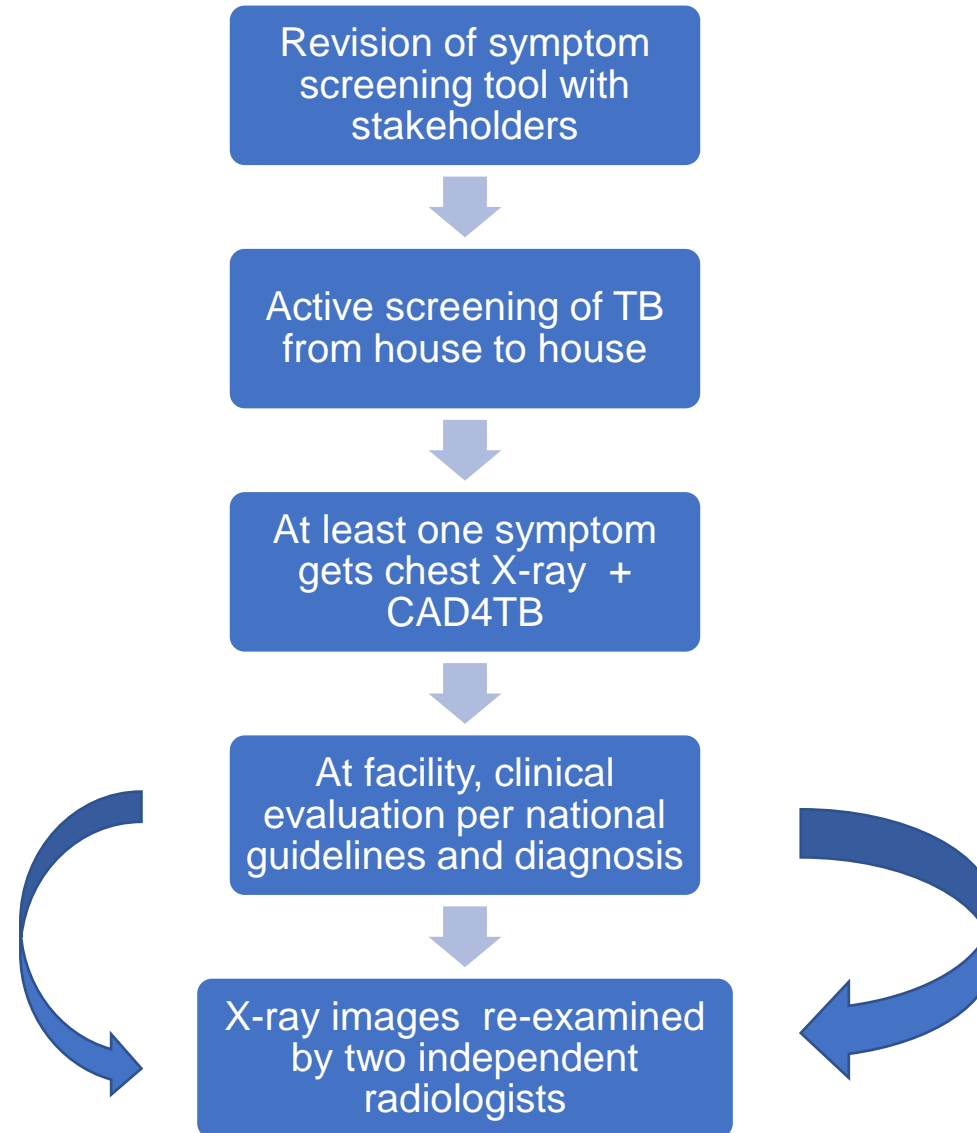 Revision of symptom
screening tool with
stakeholders
Active screening of TB
from house to house
At least one symptom
gets chest X-ray  +
CAD4TB
At facility, clinical
evaluation per national
guidelines and diagnosis
X-ray images  re-examined
by two independent
radiologists